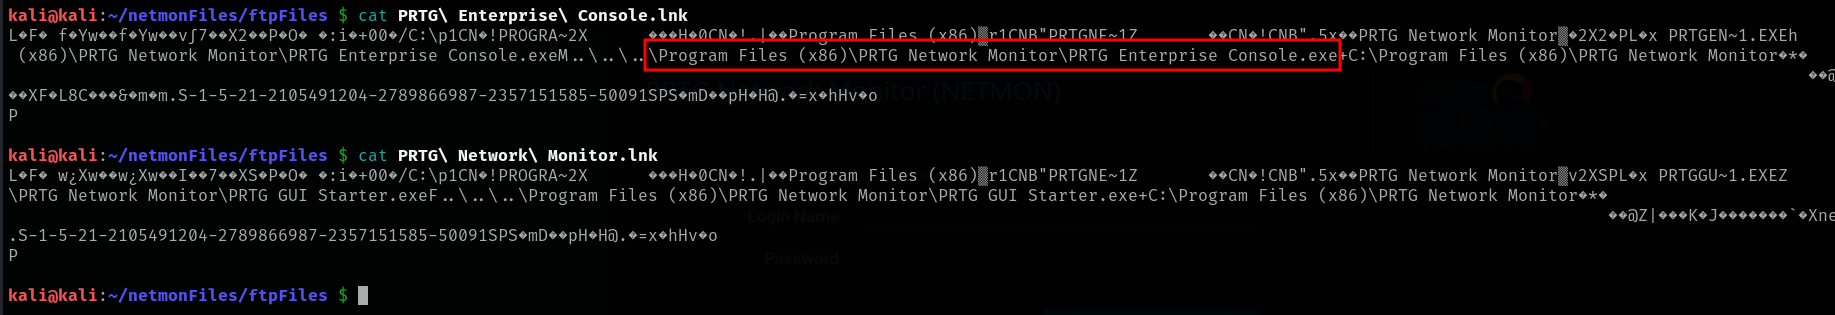 kali@kali:~/netmonFiles/ftpFiles $ cat PRTG\ Enterprise\ Console.lnk
L�F� f�Yw��f�Yw��v∫7��X2��P�O� �:i�+00�/C:\p1CN�!PROGRA~2X ���H�0CN�!.|��Program Files (x86)▒r1CNB"PRTGNE~1Z ��CN�!CNB".5x��PRTG Network Monitor▒�2X2�PL�x PRTGEN~1.EXEh
(x86)\PRTG Network Monitor\PRTG Enterprise Console.exeM..\..\..\Program Files (x86)\PRTG Network Monitor\PRTG Enterprise Console.exe+C:\Program Files (x86)\PRTG Network Monitor�*�
��@
��XF�L8C���&�m�m.S-1-5-21-2105491204-2789866987-2357151585-50091SPS�mD��pH�H@.�=x�hHv�o
P
kali@kali:~/netmonFiles/ftpFiles $ cat PRTG\ Network\ Monitor.lnk
L�F� w¿Xw��w¿Xw��I��7��XS�P�O� �:i�+00�/C:\p1CN�!PROGRA~2X ���H�0CN�!.|��Program Files (x86)▒r1CNB"PRTGNE~1Z ��CN�!CNB".5x��PRTG Network Monitor▒v2XSPL�x PRTGGU~1.EXEZ
\PRTG Network Monitor\PRTG GUI Starter.exeF..\..\..\Program Files (x86)\PRTG Network Monitor\PRTG GUI Starter.exe+C:\Program Files (x86)\PRTG Network Monitor�*�
��@Z|���K�J�������`�Xne
.S-1-5-21-2105491204-2789866987-2357151585-50091SPS�mD��pH�H@.�=x�hHv�o
P
kali@kali:~/netmonFiles/ftpFiles $
(NETMON)
Login Name
Password